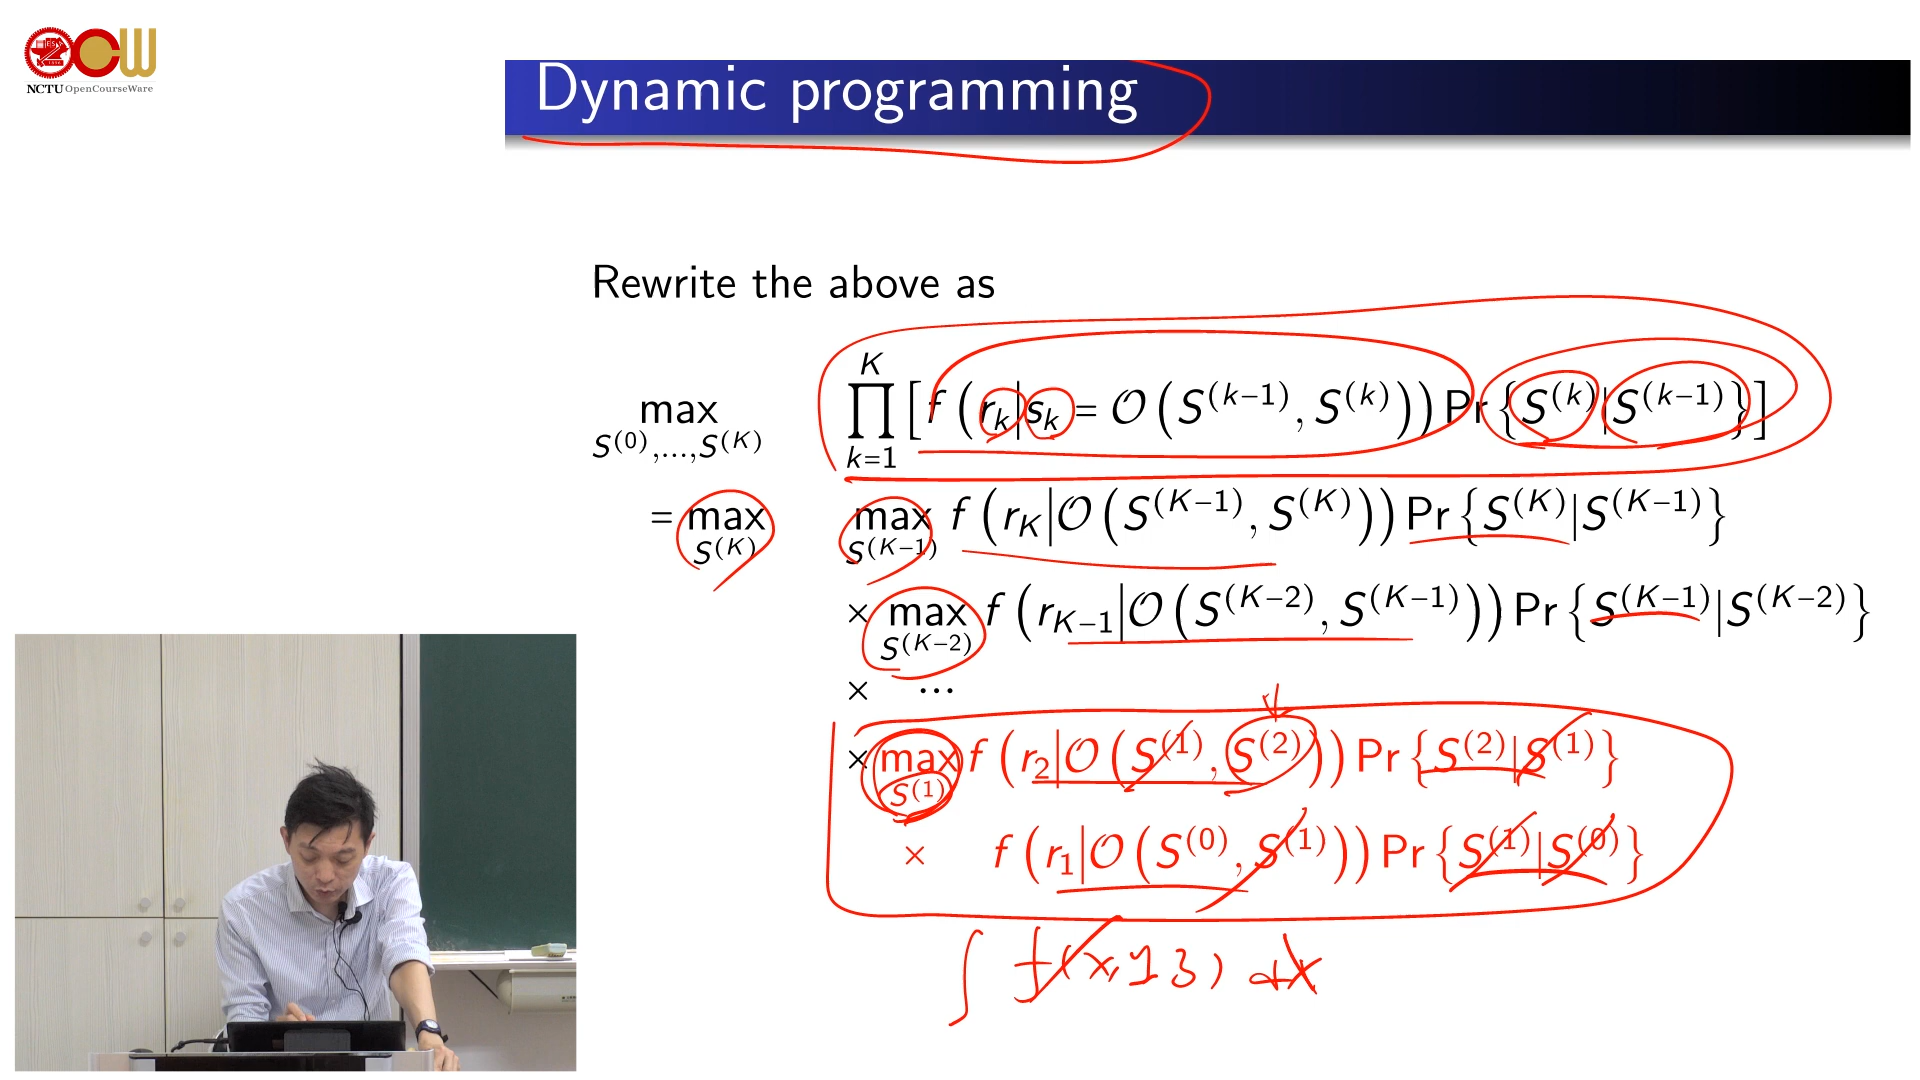 NCTU OpenCourseWare
Dynamic programming
Rewrite the above as
max_{S^{(0)},...,S^{(K)}} ∏_{k=1}^{K} [ f ( r_k | s_k = 𝒪 ( S^{(k−1)}, S^{(k)} ) ) Pr { S^{(k)} | S^{(k−1)} } ]
= max_{S^{(K)}} max_{S^{(K−1)}} f ( r_K | 𝒪 ( S^{(K−1)}, S^{(K)} ) ) Pr { S^{(K)} | S^{(K−1)} }
× max_{S^{(K−2)}} f ( r_{K−1} | 𝒪 ( S^{(K−2)}, S^{(K−1)} ) ) Pr { S^{(K−1)} | S^{(K−2)} }
× ⋯
× max_{S^{(1)}} f ( r_2 | 𝒪 ( S^{(1)}, S^{(2)} ) ) Pr { S^{(2)} | S^{(1)} }
× f ( r_1 | 𝒪 ( S^{(0)}, S^{(1)} ) ) Pr { S^{(1)} | S^{(0)} }